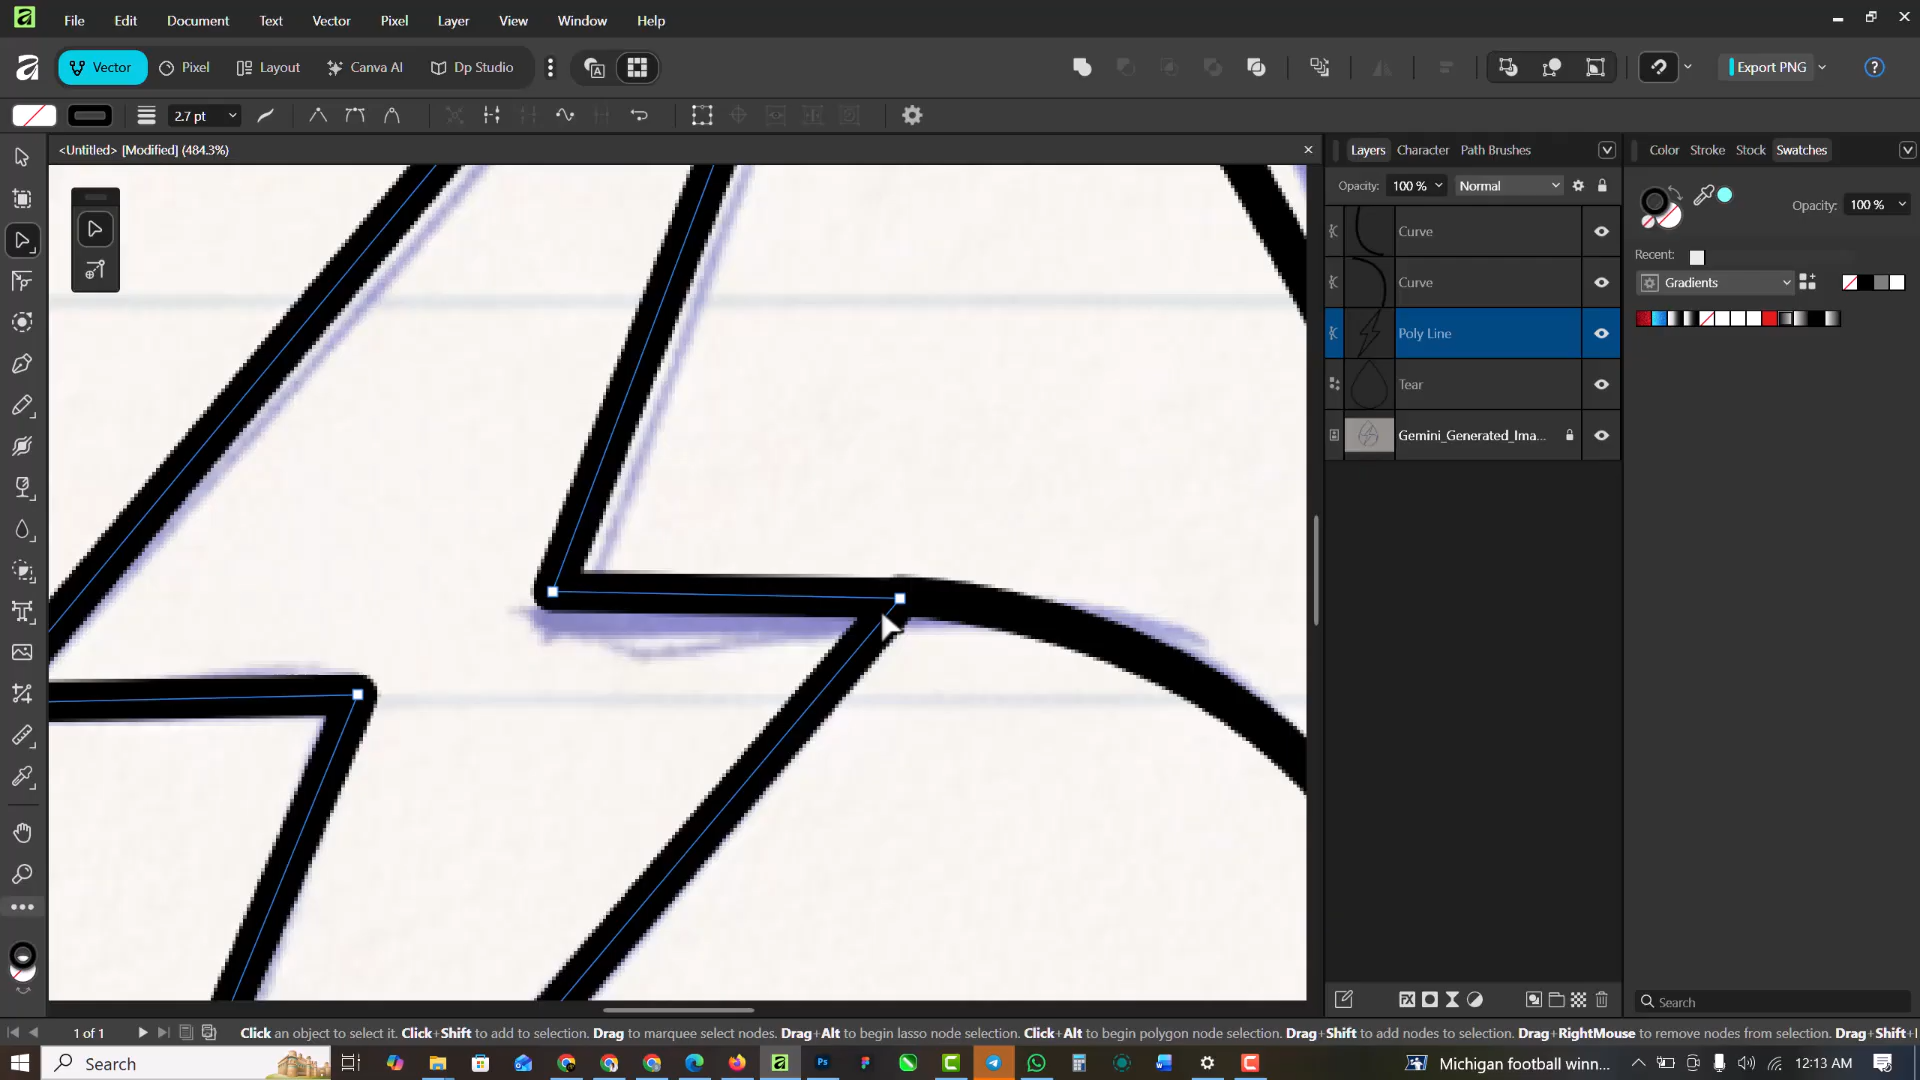 File Edit Document Text Vector Pixel Layer View Window Help
Vector Pixel Layout Canva AI Dp Studio Export PNG
2.7 pt
<Untitled> [Modified] (484.3%)
Layers Character Path Brushes
Opacity: 100 % Normal
Curve
Curve
Poly Line
Tear
Gemini_Generated_Ima...
Color Stroke Stock Swatches
Opacity: 100 %
Recent:
Gradients
Search
1 of 1 Click an object to select it. Click+Shift to add to selection. Drag to marquee select nodes. Drag+Alt to begin lasso node selection. Click+Alt to begin polygon node selection. Drag+Shift to add nodes to selection. Drag+RightMouse to remove nodes from selection. Drag+Shift+
Search Michigan football winn... 12:13 AM